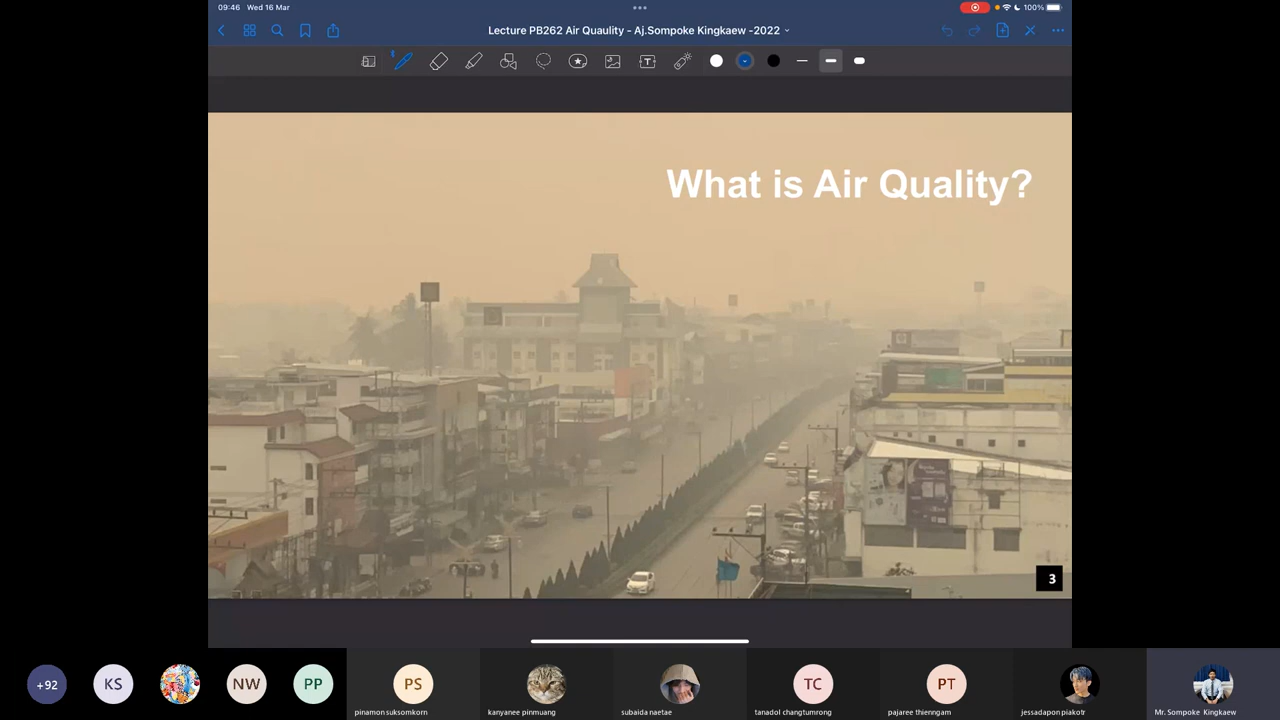 09:46 Wed 16 Mar
100%
Lecture PB262 Air Quaulity - Aj.Sompoke Kingkaew -2022
What is Air Quality?
3
+92
KS
NW
PP
PS
TC
PT
pinamon suksomkorn
kanyanee pinmuang
subaida naetae
tanadol changtumrong
pajaree thienngam
jessadapon piakotr
Mr. Sompoke Kingkaew